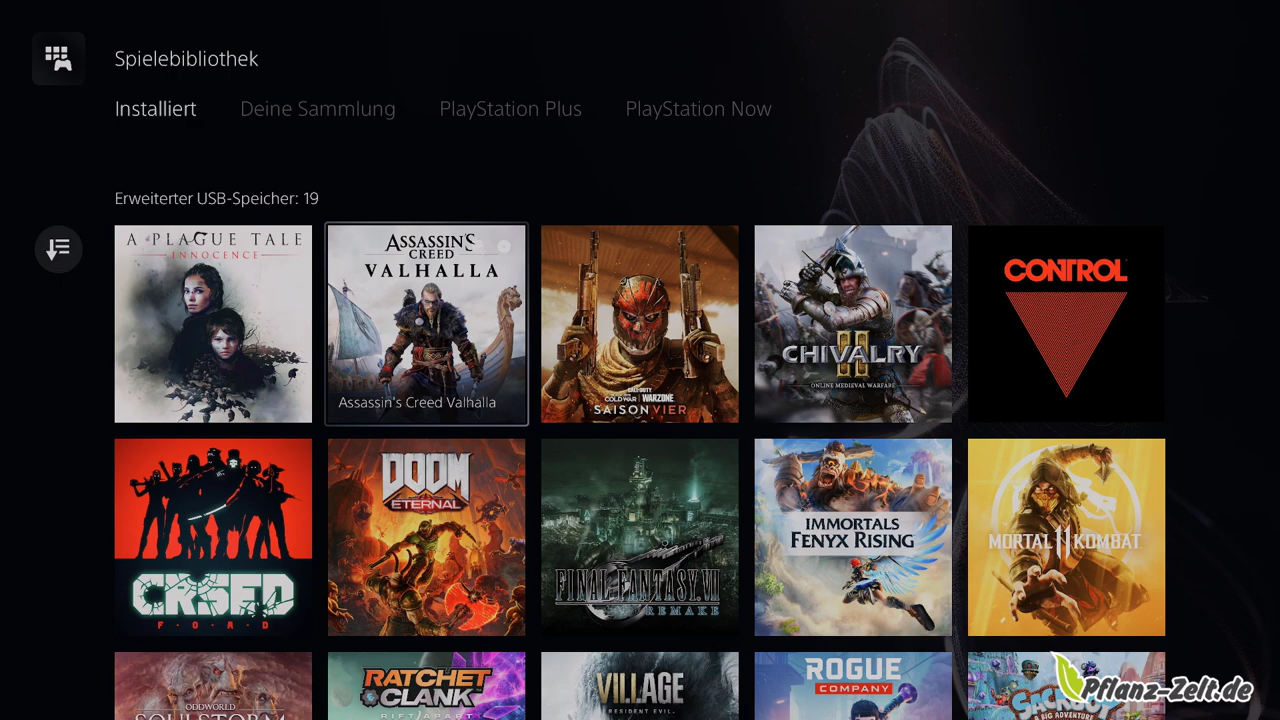 Spielebibliothek
Installiert Deine Sammlung PlayStation Plus PlayStation Now
Erweiterter USB-Speicher: 19
A PLAGUE TALE
INNOCENCE
ASSASSIN'S
CREED
VALHALLA
Assassin's Creed Valhalla
CALL OF DUTY
COLD WAR WARZONE
SAISON VIER
CHIVALRY
II
ONLINE MEDIEVAL WARFARE
CONTROL
CRSED
F.O.A.D
DOOM
ETERNAL
FINAL FANTASY VII
REMAKE
IMMORTALS
FENYX RISING
MORTAL 11 KOMBAT
ODDWORLD
SOULSTORM
RATCHET
CLANK
RIFT APART
VILLAGE
RESIDENT EVIL
ROGUE
COMPANY
SACKBOY
A BIG ADVENTURE
Pflanz-Zelt.de